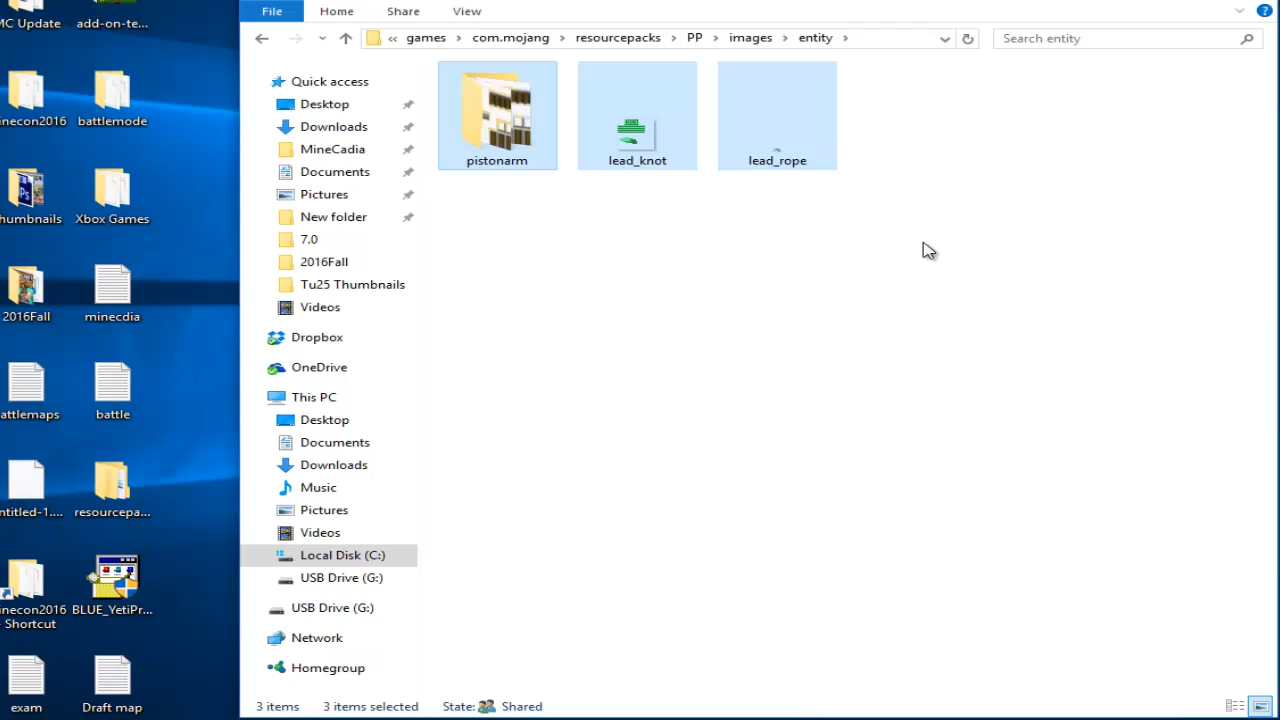 MC Update
add-on-te...
inecon2016
battlemode
humbnails
Xbox Games
2016Fall
minecdia
attlemaps
battle
ntitled-1....
resourcepa...
inecon2016
- Shortcut
BLUE_YetiPr...
exam
Draft map
File
Home
Share
View
« games > com.mojang > resourcepacks > PP > images > entity >
Search entity
Quick access
Desktop
Downloads
MineCadia
Documents
Pictures
New folder
7.0
2016Fall
Tu25 Thumbnails
Videos
Dropbox
OneDrive
This PC
Desktop
Documents
Downloads
Music
Pictures
Videos
Local Disk (C:)
USB Drive (G:)
USB Drive (G:)
Network
Homegroup
pistonarm
lead_knot
lead_rope
3 items
3 items selected
State:
Shared